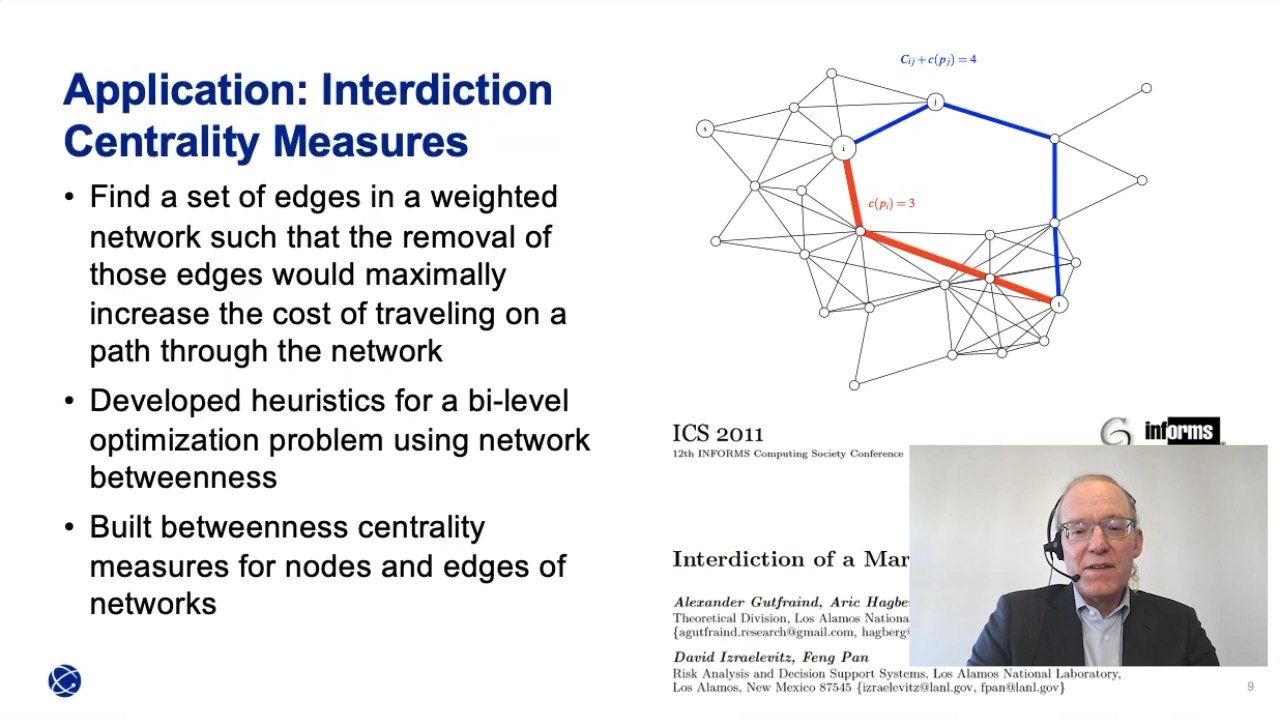 Application: Interdiction
Centrality Measures
• Find a set of edges in a weighted
network such that the removal of
those edges would maximally
increase the cost of traveling on a
path through the network
• Developed heuristics for a bi-level
optimization problem using network
betweenness
• Built betweenness centrality
measures for nodes and edges of
networks
C_ij + c(p_j) = 4
s
j
i
c(p_i) = 3
t
ICS 2011
12th INFORMS Computing Society Conference
informs
Interdiction of a Mar
Alexander Gutfraind, Aric Hagbe
Theoretical Division, Los Alamos Nationa
{agutfraind.research@gmail.com, hagberg@
David Izraelevitz, Feng Pan
Risk Analysis and Decision Support Systems, Los Alamos National Laboratory,
Los Alamos, New Mexico 87545 {izraelevitz@lanl.gov, fpan@lanl.gov}
9